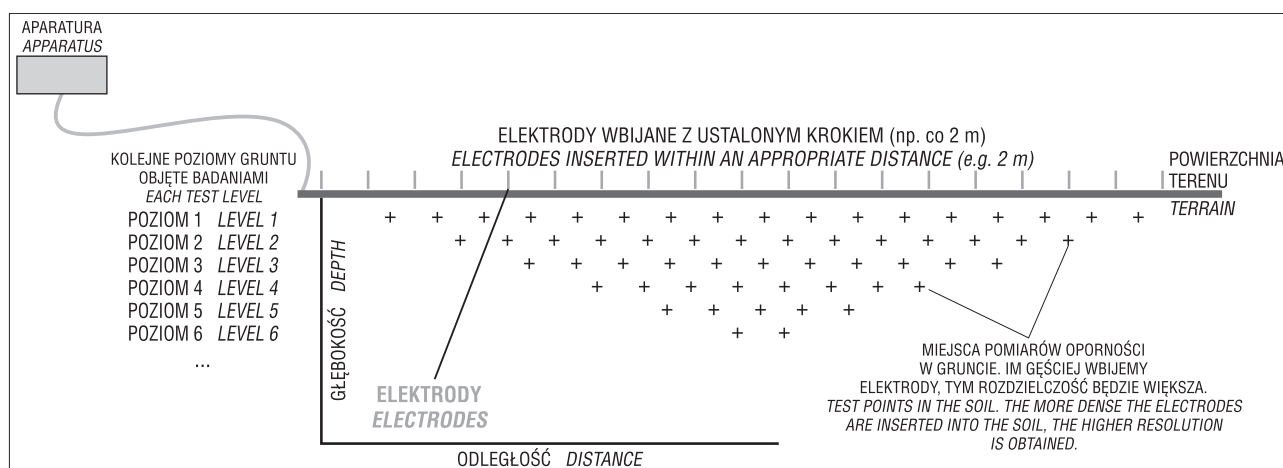 APARATURA
APPARATUS
ELEKTRODY WBIJANE Z USTALONYM KROKIEM (np. co 2 m)
ELECTRODES INSERTED WITHIN AN APPROPRIATE DISTANCE (e.g. 2 m)
KOLEJNE POZIOMY GRUNTU
OBJĘTE BADANIAMI
EACH TEST LEVEL
POWIERZCHNIA
TERENU
TERRAIN
POZIOM 1 LEVEL 1
POZIOM 2 LEVEL 2
POZIOM 3 LEVEL 3
POZIOM 4 LEVEL 4
POZIOM 5 LEVEL 5
POZIOM 6 LEVEL 6
...
GŁĘBOKOŚĆ DEPTH
ELEKTRODY
ELECTRODES
MIEJSCA POMIARÓW OPORNOŚCI
W GRUNCIE. IM GĘŚCIEJ WBIJEMY
ELEKTRODY, TYM ROZDZIELCZOŚĆ BĘDZIE WIĘKSZA.
TEST POINTS IN THE SOIL. THE MORE DENSE THE ELECTRODES
ARE INSERTED INTO THE SOIL, THE HIGHER RESOLUTION
IS OBTAINED.
ODLEGŁOŚĆ DISTANCE